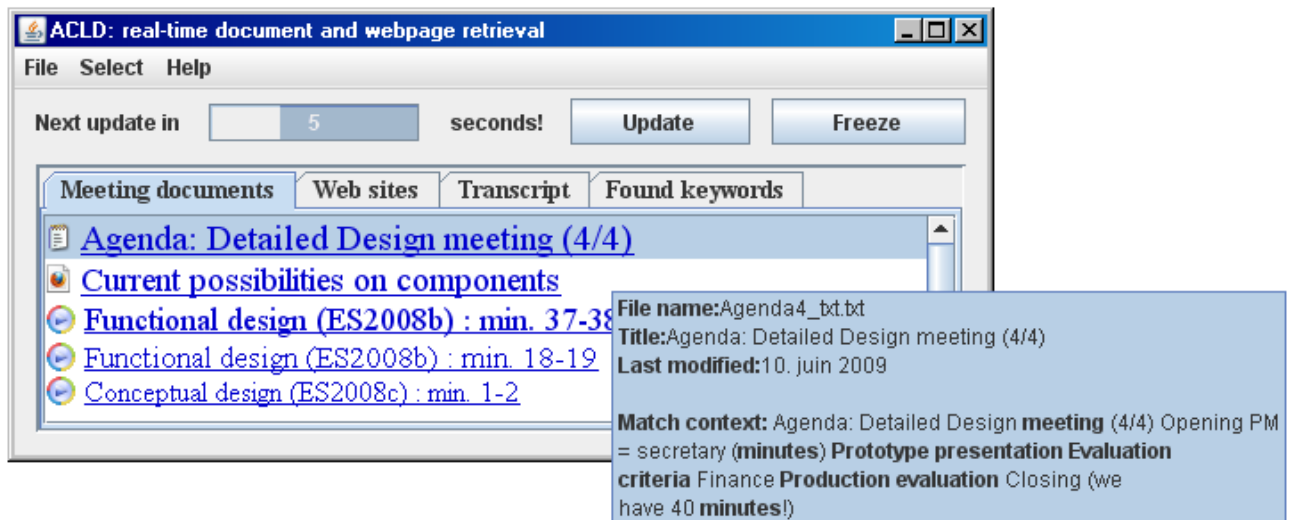 ACLD: real-time document and webpage retrieval
File Select Help
Next update in 5 seconds! Update Freeze
Meeting documents Web sites Transcript Found keywords
Agenda: Detailed Design meeting (4/4)
Current possibilities on components
Functional design (ES2008b) : min. 37-38
Functional design (ES2008b) : min. 18-19
Conceptual design (ES2008c) : min. 1-2
File name:Agenda4_txt.txt
Title:Agenda: Detailed Design meeting (4/4)
Last modified:10. juin 2009
Match context: Agenda: Detailed Design meeting (4/4) Opening PM
= secretary (minutes) Prototype presentation Evaluation
criteria Finance Production evaluation Closing (we
have 40 minutes!)